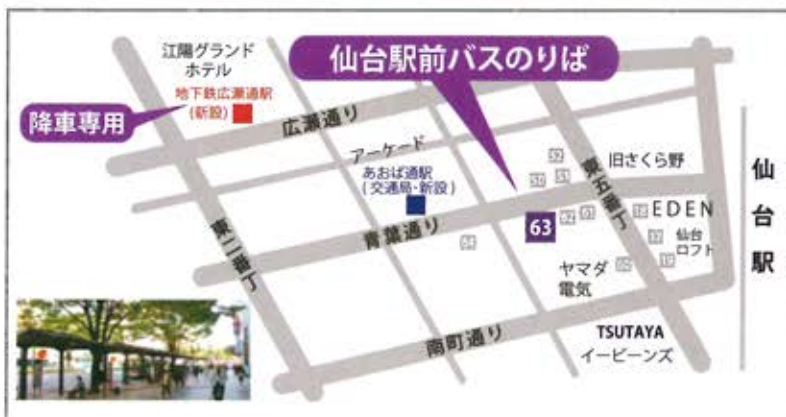 江陽グランド
ホテル
地下鉄広瀬通駅
(新設)
降車専用
仙台駅前バスのりば
広瀬通り
アーケード
あおば通駅
(交通局・新設)
旧さくら野
東五番丁
仙台駅
63
EDEN
仙台
ロフト
青葉通り
東二番丁
ヤマダ
電気
南町通り
TSUTAYA
イービーンズ